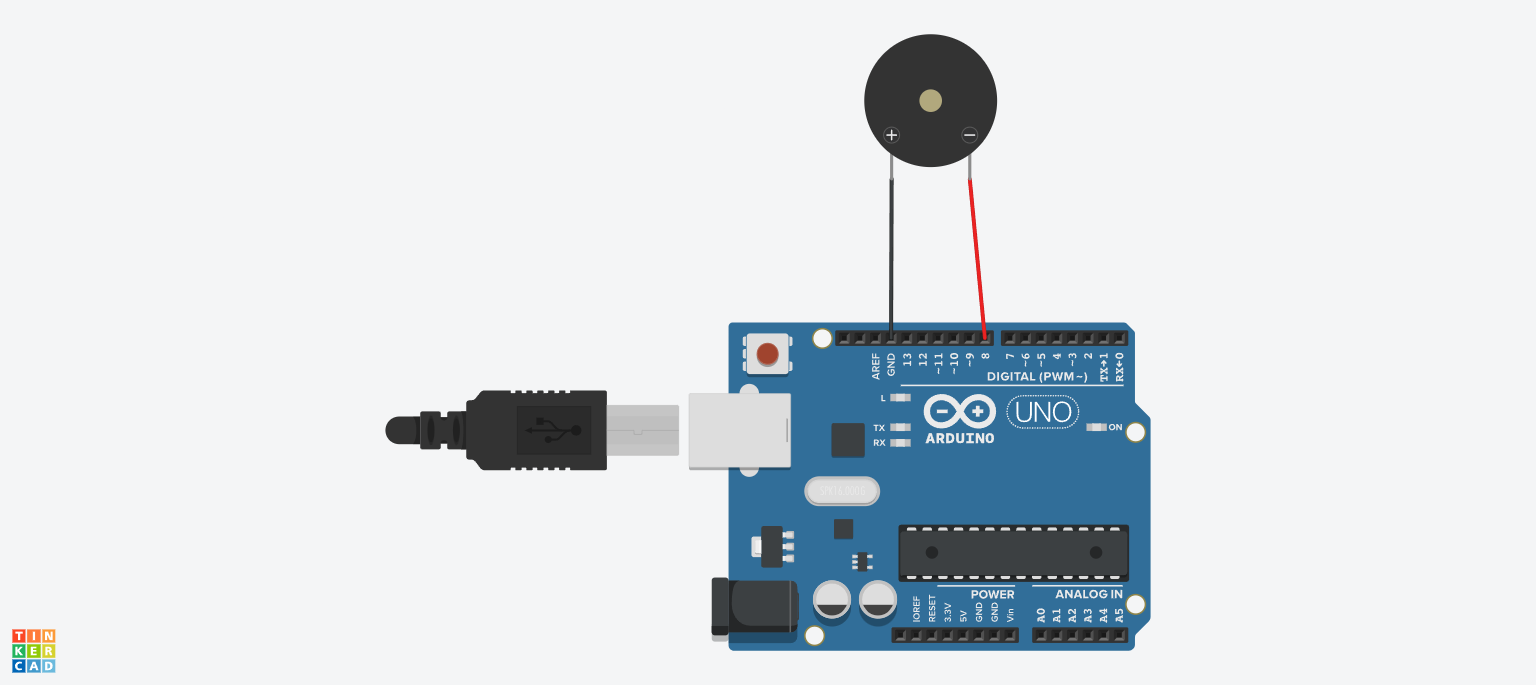 + −
AREF
GND
13
12
~11
~10
~9
8
7
~6
~5
4
~3
2
TX→1
RX←0
DIGITAL (PWM~)
L
TX
RX
UNO
ARDUINO
ON
POWER
ANALOG IN
IOREF
RESET
3.3V
5V
GND
GND
Vin
A0
A1
A2
A3
A4
A5
TIN
KER
CAD